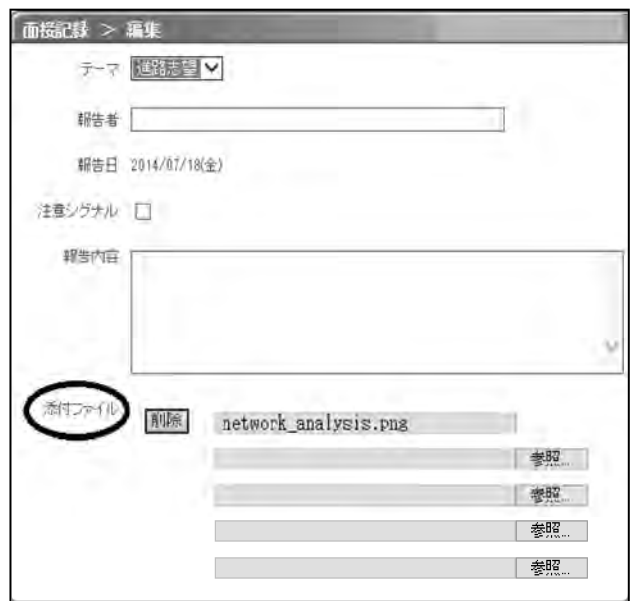 面接記録 ＞ 編集
テーマ 進路志望
報告者
報告日 2014/07/18(金)
注意シグナル
報告内容
添付ファイル
削除 network_analysis.png
参照...
参照...
参照...
参照...